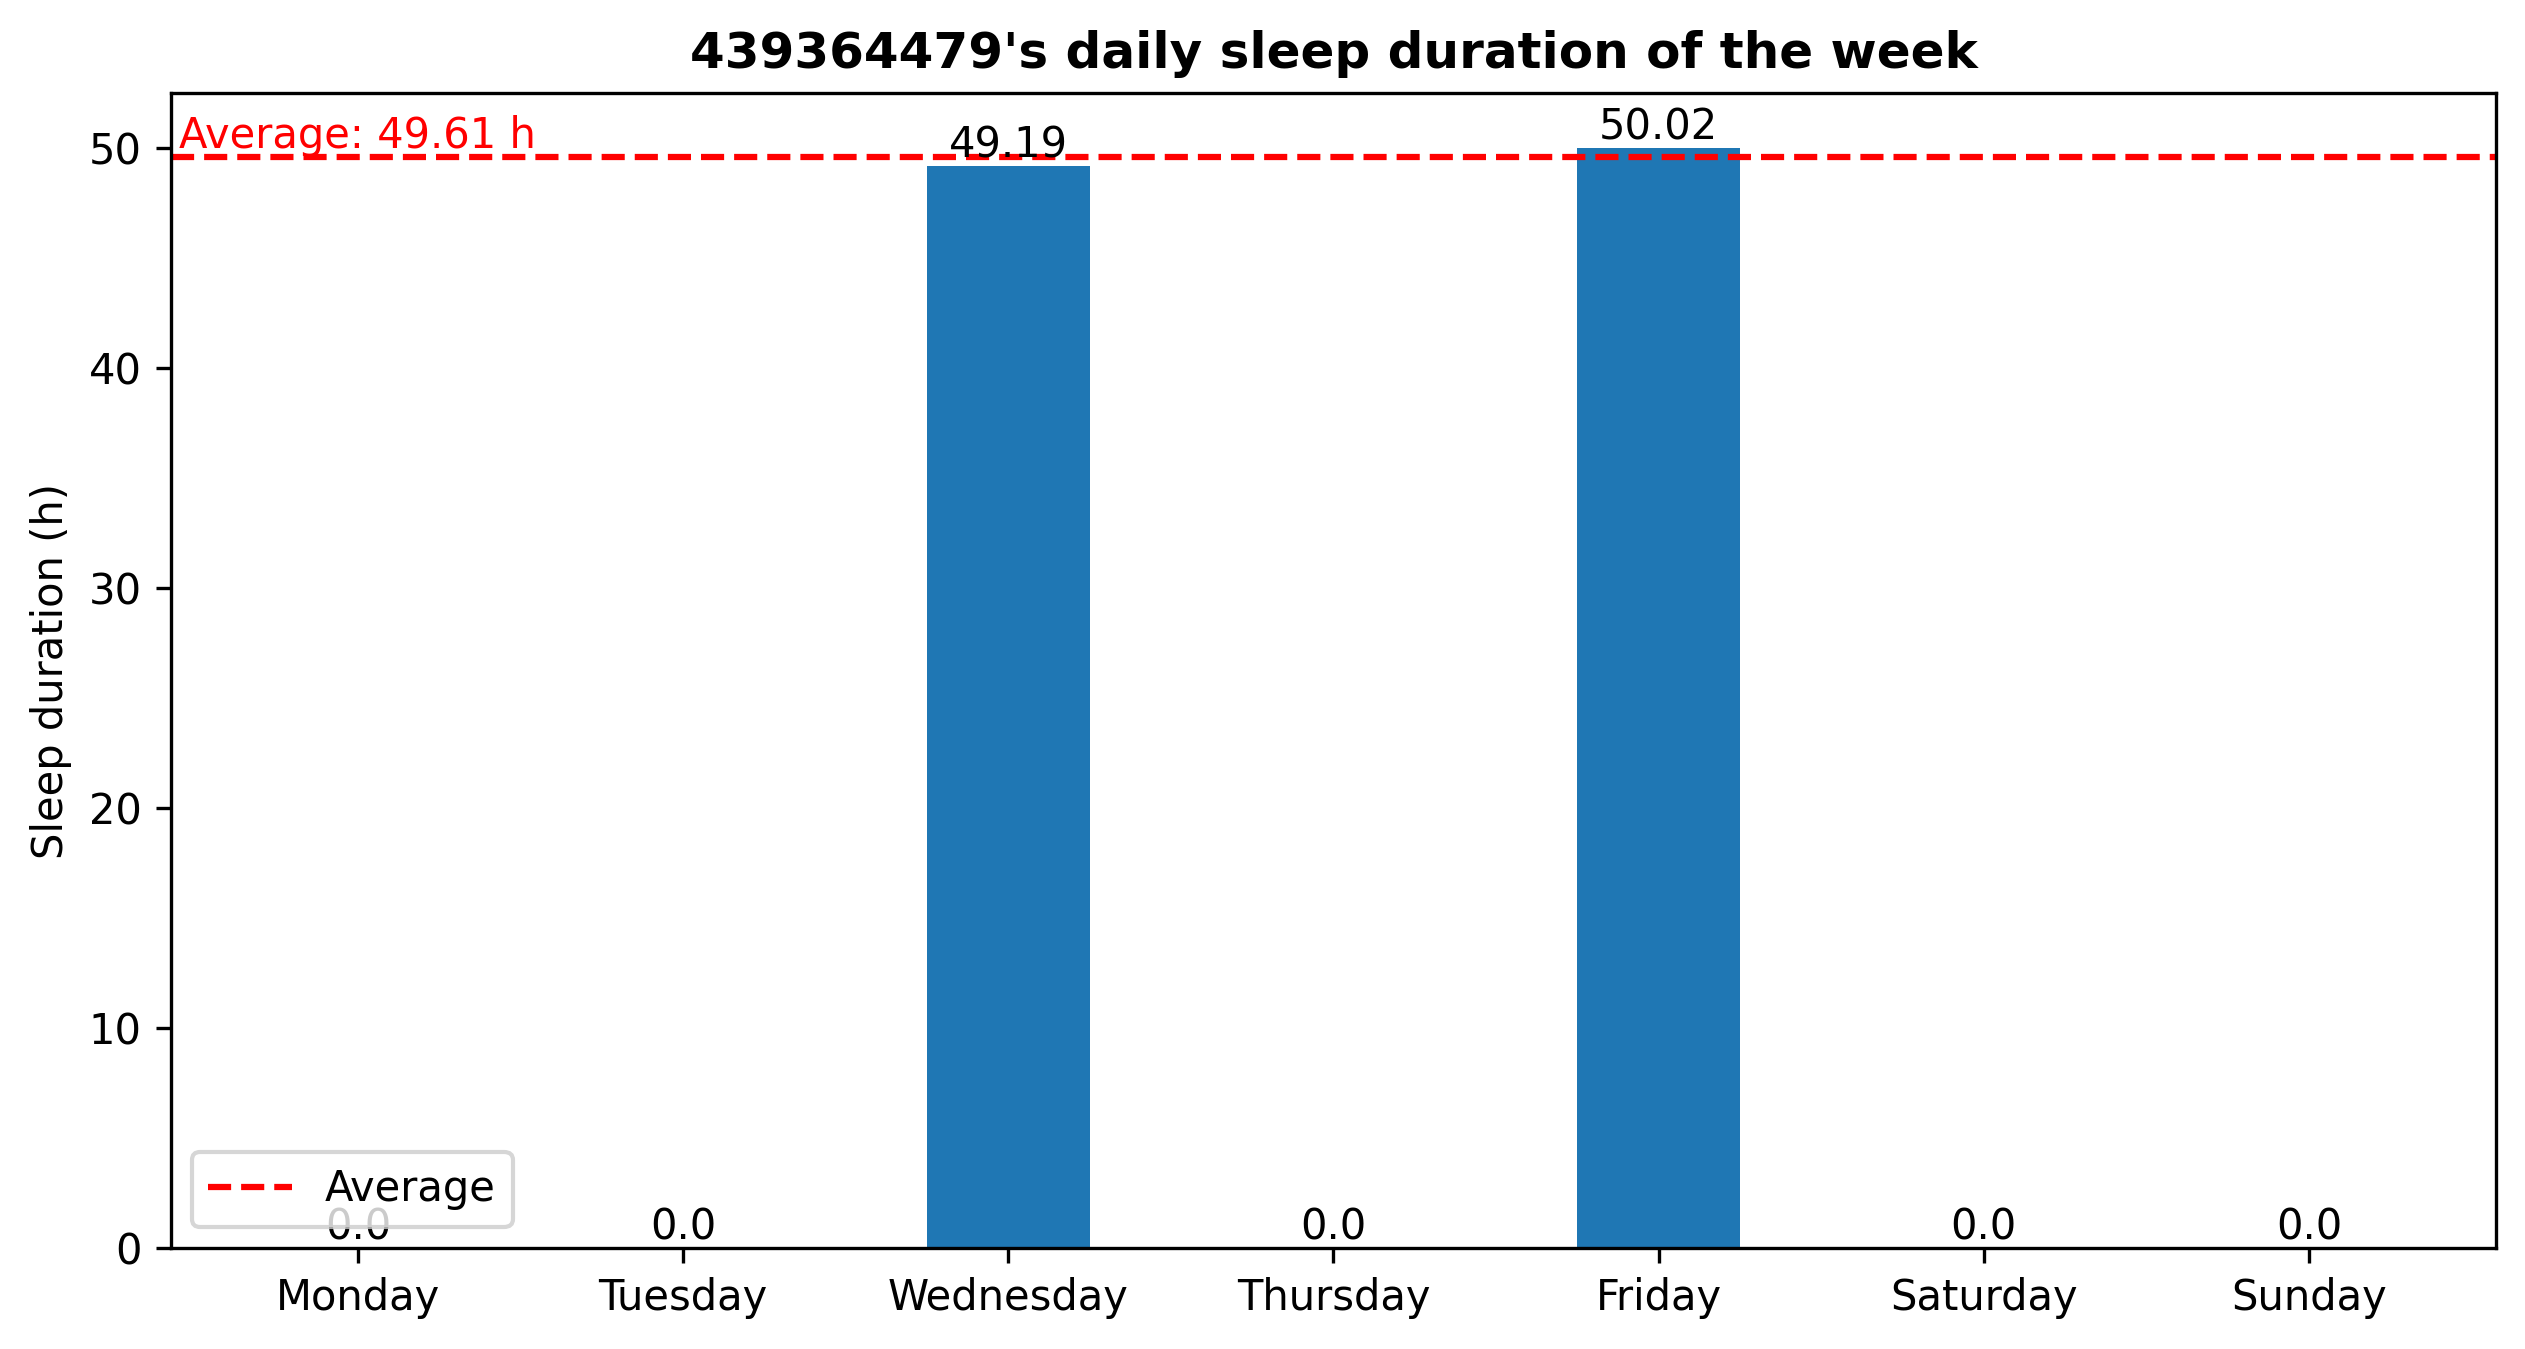 439364479's daily sleep duration of the week
Average: 49.61 h
49.19
50.02
50
40
30
20
10
0
Sleep duration (h)
Average
0.0
0.0
0.0
0.0
0.0
Monday
Tuesday
Wednesday
Thursday
Friday
Saturday
Sunday